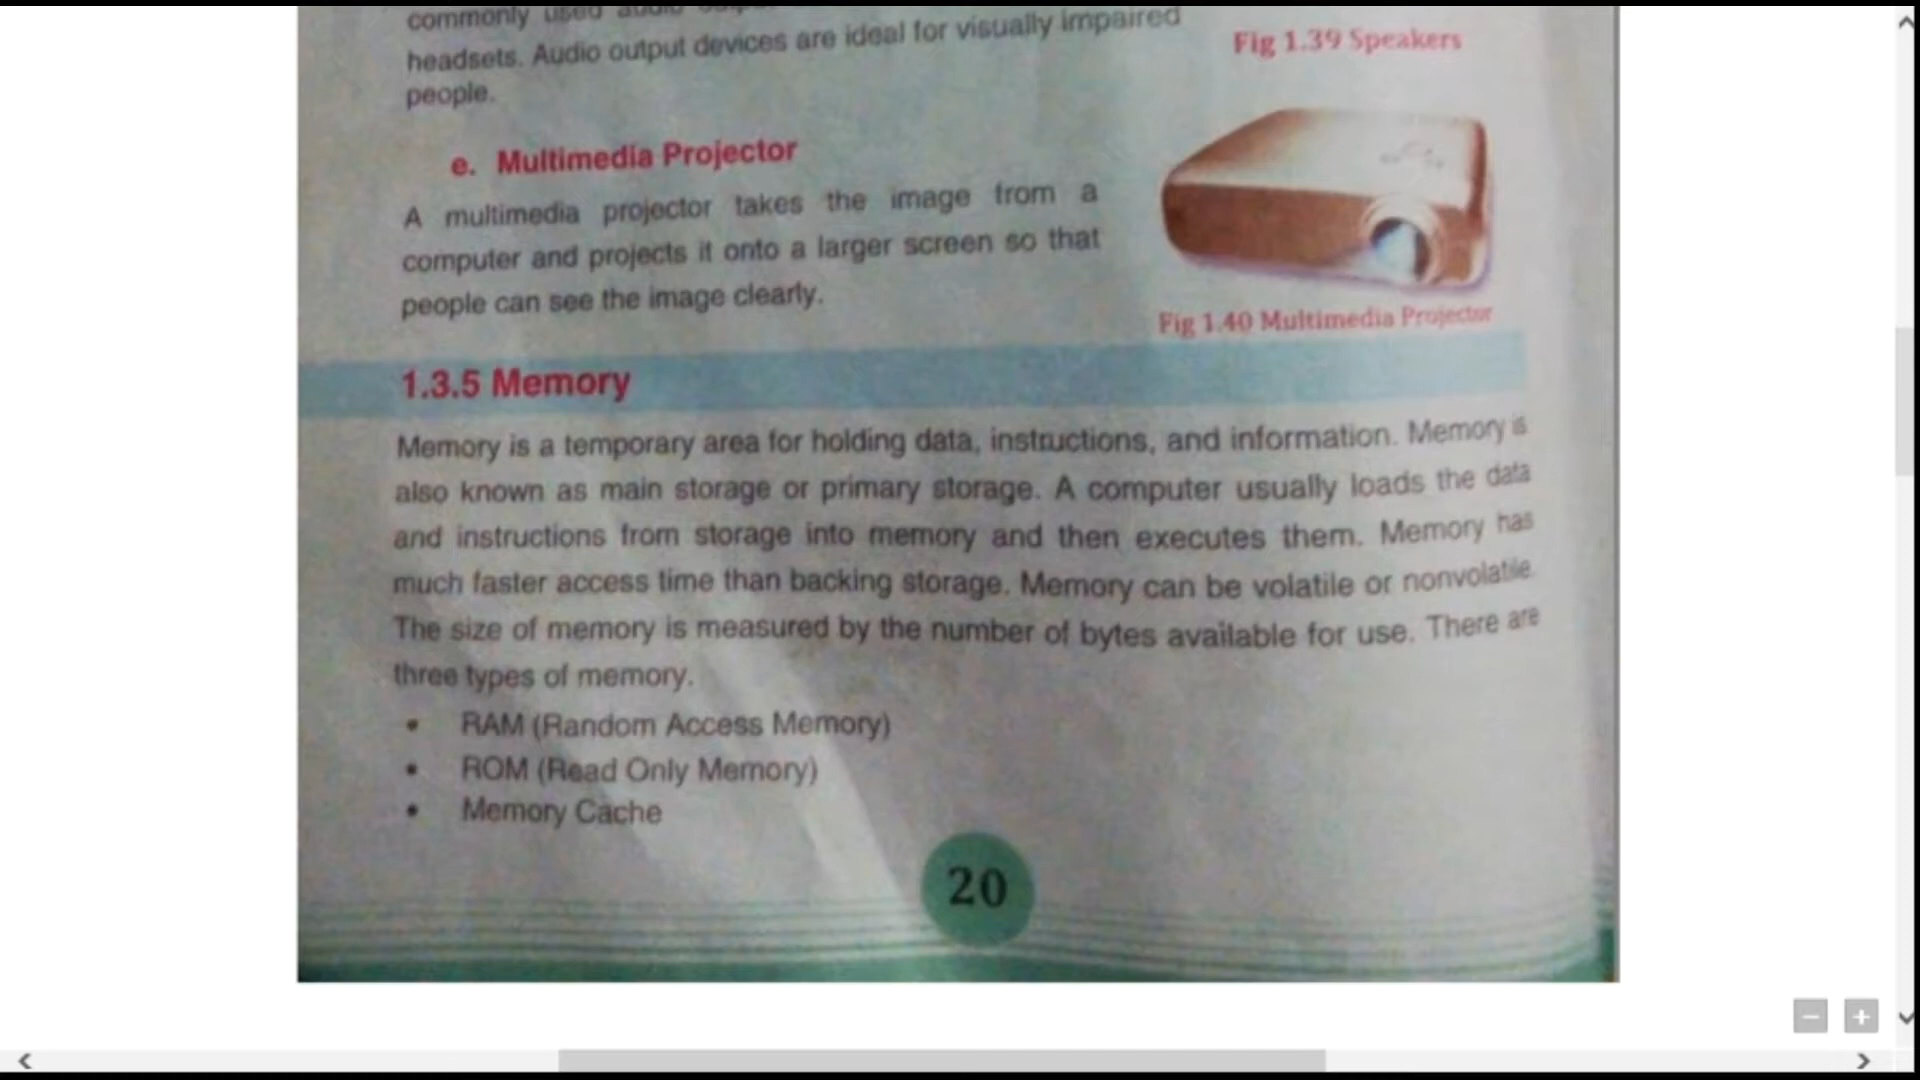 commonly used audio
headsets. Audio output devices are ideal for visually impaired
people.
Fig 1.39 Speakers
e. Multimedia Projector
A multimedia projector takes the image from a
computer and projects it onto a larger screen so that
people can see the image clearly.
Fig 1.40 Multimedia Projector
1.3.5 Memory
Memory is a temporary area for holding data, instructions, and information. Memory is
also known as main storage or primary storage. A computer usually loads the data
and instructions from storage into memory and then executes them. Memory has
much faster access time than backing storage. Memory can be volatile or nonvolatile.
The size of memory is measured by the number of bytes available for use. There are
three types of memory.
• RAM (Random Access Memory)
• ROM (Read Only Memory)
• Memory Cache
20